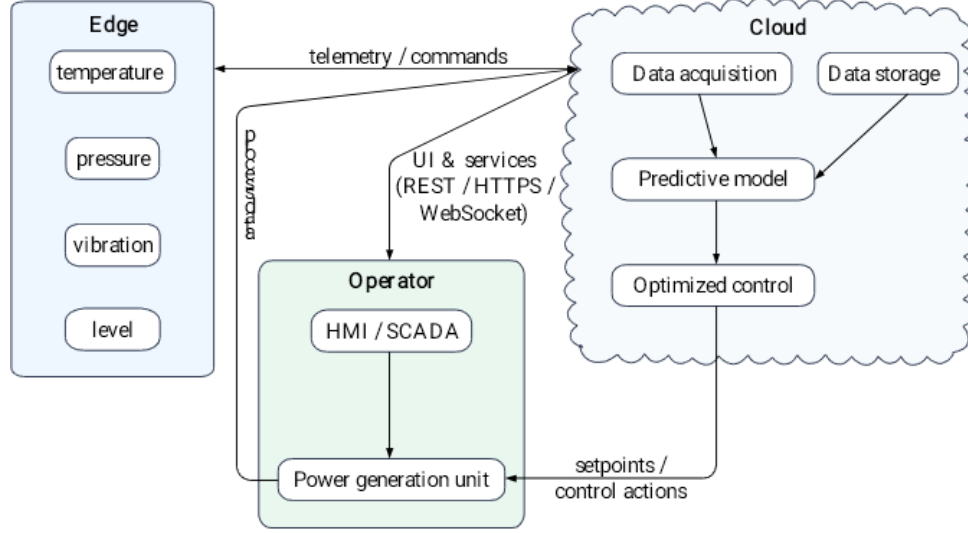 Edge
temperature
pressure
vibration
level
telemetry / commands
Cloud
Data acquisition
Data storage
Predictive model
Optimized control
UI & services
(REST / HTTPS /
WebSocket)
Operator
HMI / SCADA
Power generation unit
setpoints /
control actions